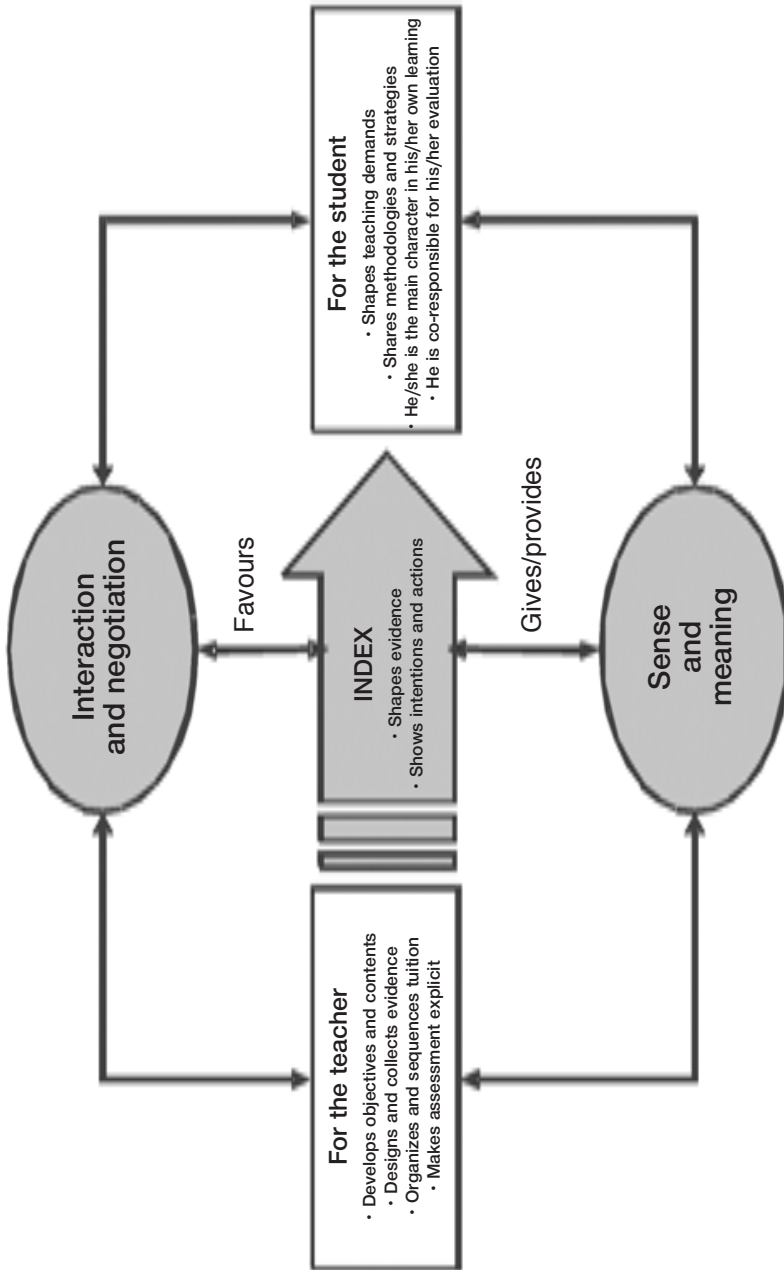 Interaction
and negotiation
Favours
For the teacher
· Develops objectives and contents
· Designs and collects evidence
· Organizes and sequences tuition
· Makes assessment explicit
INDEX
· Shapes evidence
· Shows intentions and actions
For the student
· Shapes teaching demands
· Shares methodologies and strategies
· He/she is the main character in his/her own learning
· He is co-responsible for his/her evaluation
Gives/provides
Sense
and
meaning